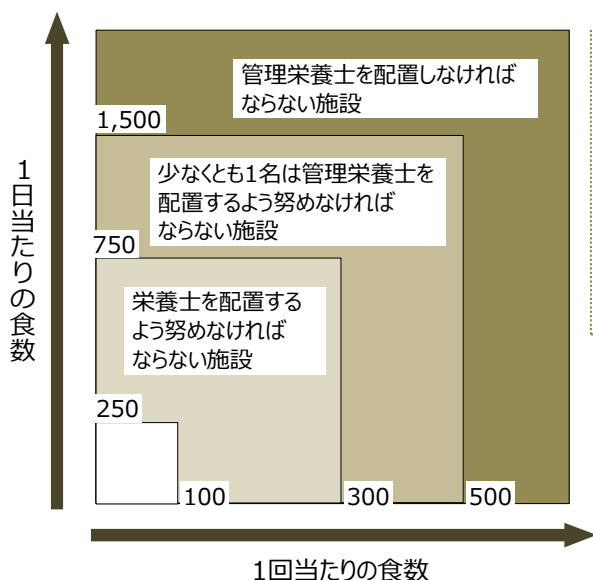 管理栄養士を配置しなければ
ならない施設
1,500
少なくとも1名は管理栄養士を
配置するよう努めなければ
ならない施設
750
栄養士を配置する
よう努めなければ
ならない施設
250
100
300
500
1日当たりの食数
1回当たりの食数